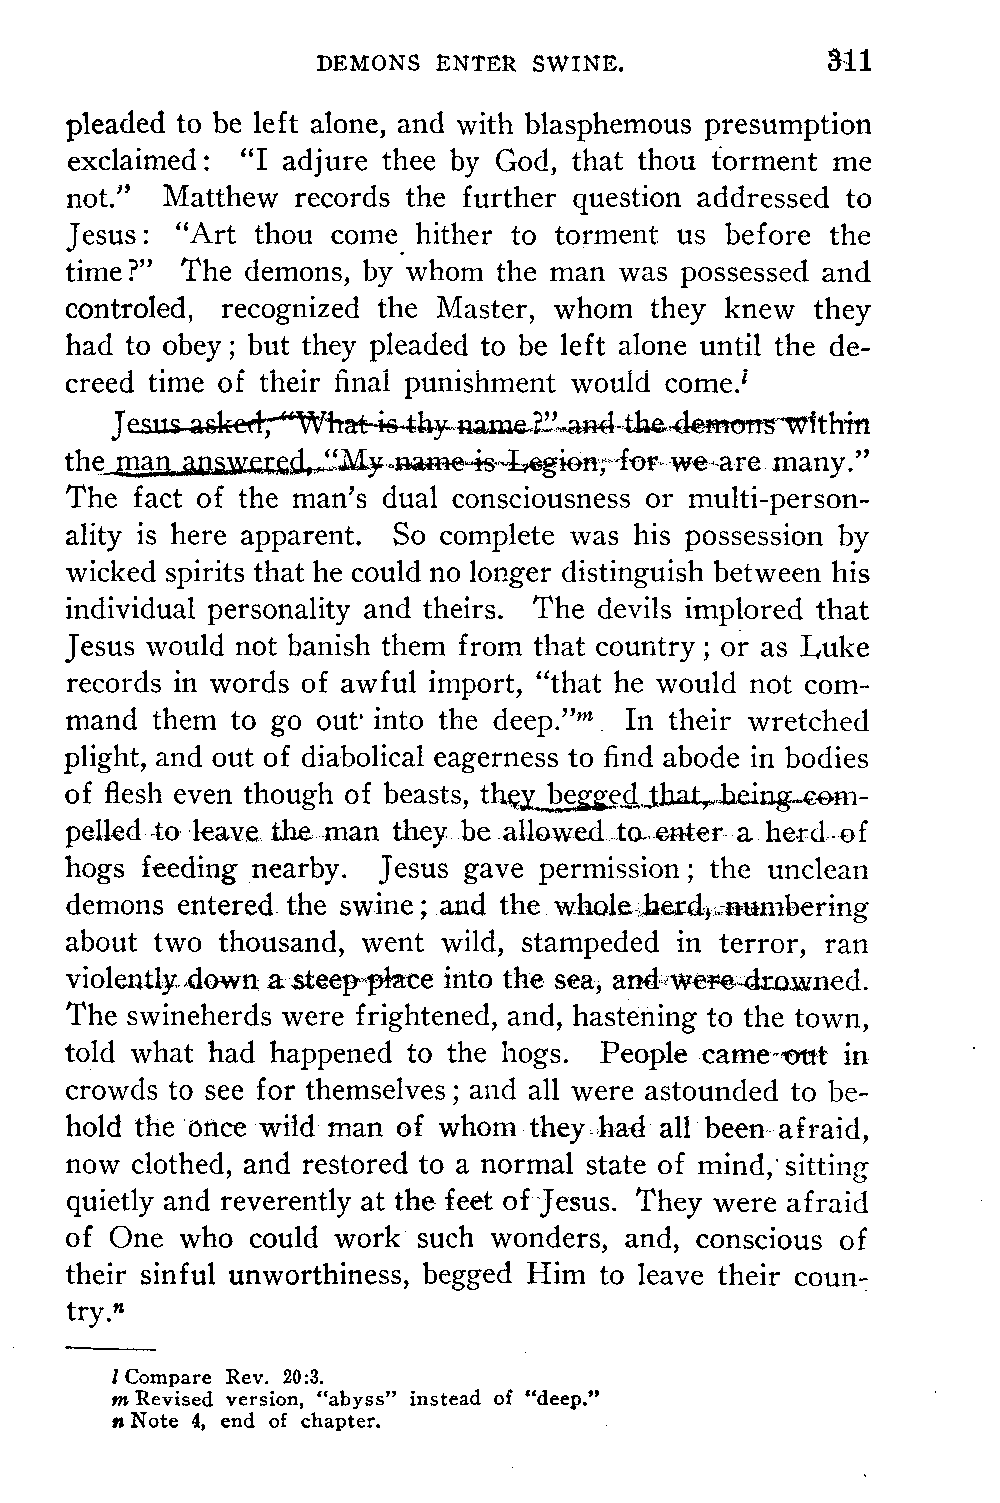 DEMONS ENTER SWINE. 311
pleaded to be left alone, and with blasphemous presumption
exclaimed: "I adjure thee by God, that thou torment me
not." Matthew records the further question addressed to
Jesus: "Art thou come hither to torment us before the
time?" The demons, by whom the man was possessed and
controled, recognized the Master, whom they knew they
had to obey; but they pleaded to be left alone until the de-
creed time of their final punishment would come.l
Jesus asked, "What is thy name?" and the demons within
the man answered, "My name is Legion, for we are many."
The fact of the man's dual consciousness or multi-person-
ality is here apparent. So complete was his possession by
wicked spirits that he could no longer distinguish between his
individual personality and theirs. The devils implored that
Jesus would not banish them from that country; or as Luke
records in words of awful import, "that he would not com-
mand them to go out into the deep."m In their wretched
plight, and out of diabolical eagerness to find abode in bodies
of flesh even though of beasts, they begged that, being com-
pelled to leave the man they be allowed to enter a herd of
hogs feeding nearby. Jesus gave permission; the unclean
demons entered the swine; and the whole herd, numbering
about two thousand, went wild, stampeded in terror, ran
violently down a steep place into the sea, and were drowned.
The swineherds were frightened, and, hastening to the town,
told what had happened to the hogs. People came out in
crowds to see for themselves; and all were astounded to be-
hold the once wild man of whom they had all been afraid,
now clothed, and restored to a normal state of mind, sitting
quietly and reverently at the feet of Jesus. They were afraid
of One who could work such wonders, and, conscious of
their sinful unworthiness, begged Him to leave their coun-
try.n
l Compare Rev. 20:3.
m Revised version, "abyss" instead of "deep."
n Note 4, end of chapter.